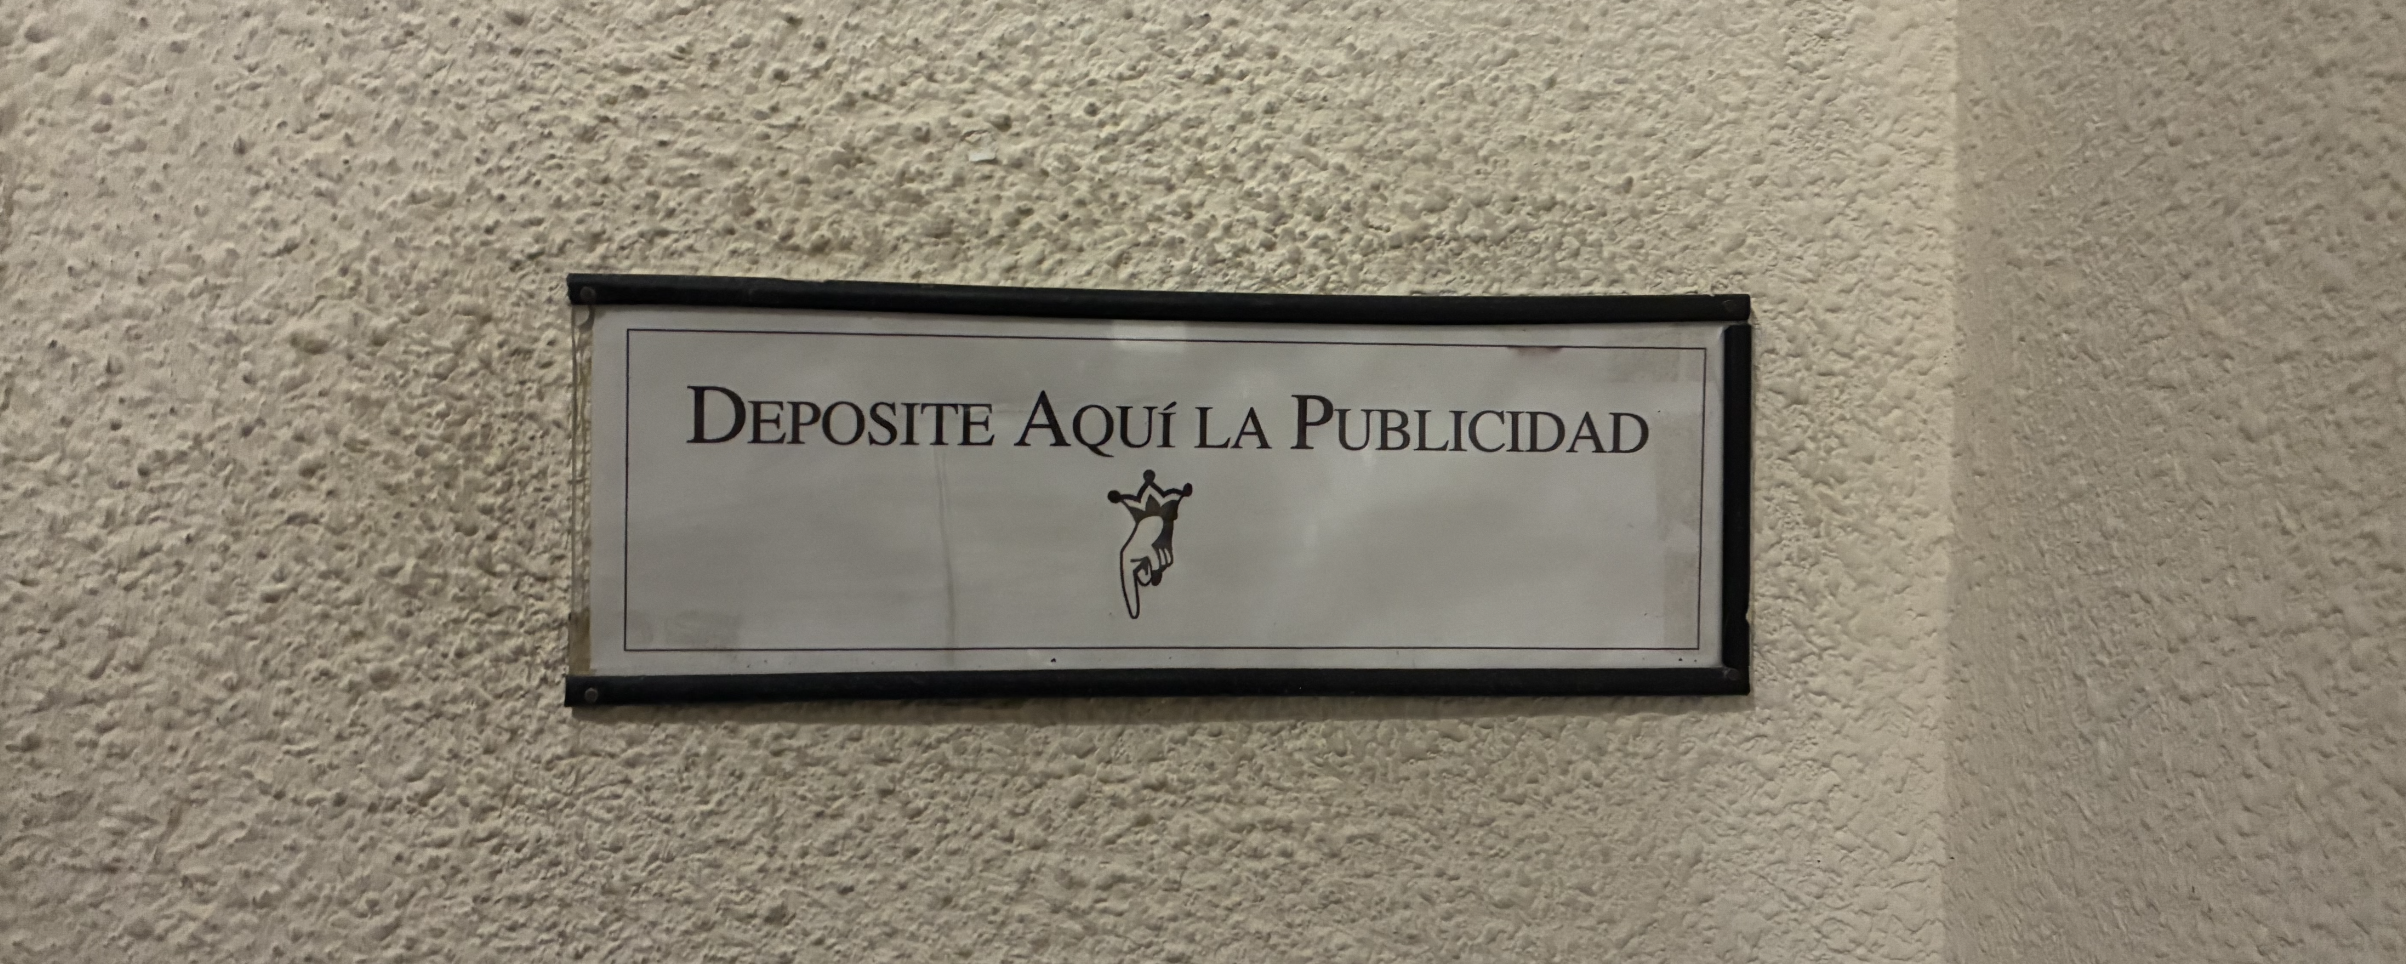 DEPOSITE AQUí LA PUBLICIDAD